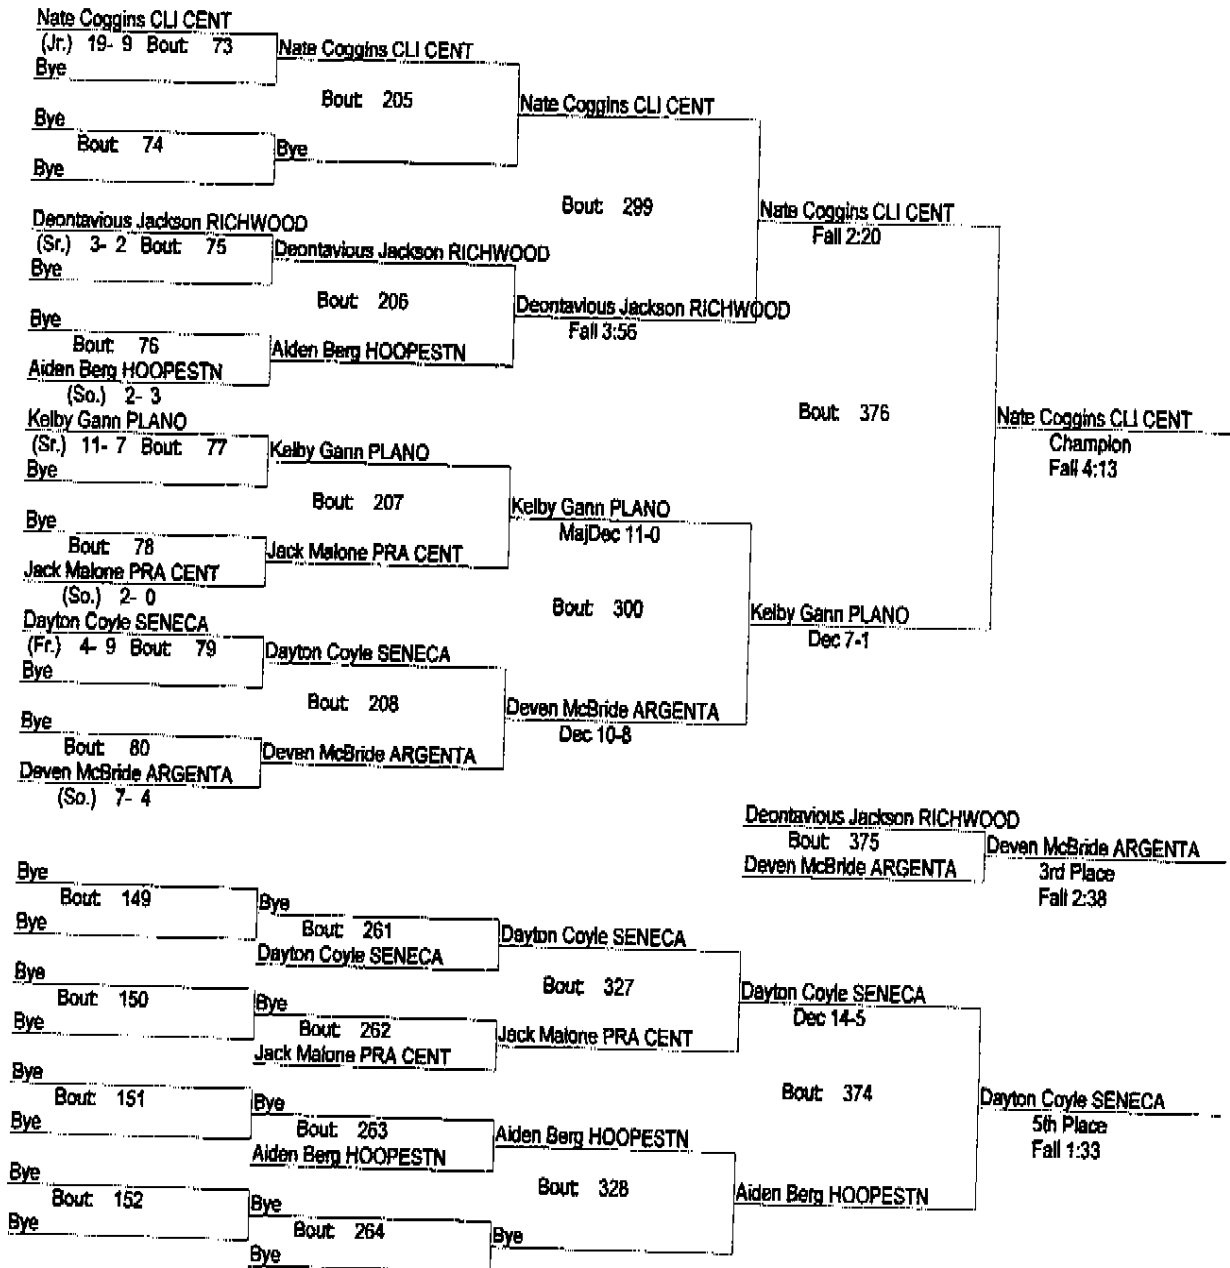 Nate Coggins CLI CENT
(Jr.) 19- 9 Bout: 73
Bye
Nate Coggins CLI CENT
Bout: 205
Bye
Bout: 74
Bye
Bye
Nate Coggins CLI CENT
Bout: 299
Deontavious Jackson RICHWOOD
(Sr.) 3- 2 Bout: 75
Bye
Deontavious Jackson RICHWOOD
Bout: 206
Bye
Bout: 76
Aiden Berg HOOPESTN
(So.) 2- 3
Aiden Berg HOOPESTN
Deontavious Jackson RICHWOOD
Fall 3:56
Nate Coggins CLI CENT
Fall 2:20
Bout: 376
Kelby Gann PLANO
(Sr.) 11- 7 Bout: 77
Bye
Kelby Gann PLANO
Bout: 207
Bye
Bout: 78
Jack Malone PRA CENT
(So.) 2- 0
Jack Malone PRA CENT
Kelby Gann PLANO
MajDec 11-0
Bout: 300
Dayton Coyle SENECA
(Fr.) 4- 9 Bout: 79
Bye
Dayton Coyle SENECA
Bout: 208
Bye
Bout: 80
Deven McBride ARGENTA
(So.) 7- 4
Deven McBride ARGENTA
Deven McBride ARGENTA
Dec 10-8
Kelby Gann PLANO
Dec 7-1
Nate Coggins CLI CENT
Champion
Fall 4:13
Deontavious Jackson RICHWOOD
Bout: 375
Deven McBride ARGENTA
Deven McBride ARGENTA
3rd Place
Fall 2:38
Bye
Bout: 149
Bye
Bye
Bout: 261
Dayton Coyle SENECA
Dayton Coyle SENECA
Bout: 327
Bye
Bout: 150
Bye
Bye
Bout: 262
Jack Malone PRA CENT
Jack Malone PRA CENT
Dayton Coyle SENECA
Dec 14-5
Bout: 374
Bye
Bout: 151
Bye
Bye
Bout: 263
Aiden Berg HOOPESTN
Aiden Berg HOOPESTN
Bout: 328
Bye
Bout: 152
Bye
Bye
Bout: 264
Bye
Bye
Aiden Berg HOOPESTN
Dayton Coyle SENECA
5th Place
Fall 1:33